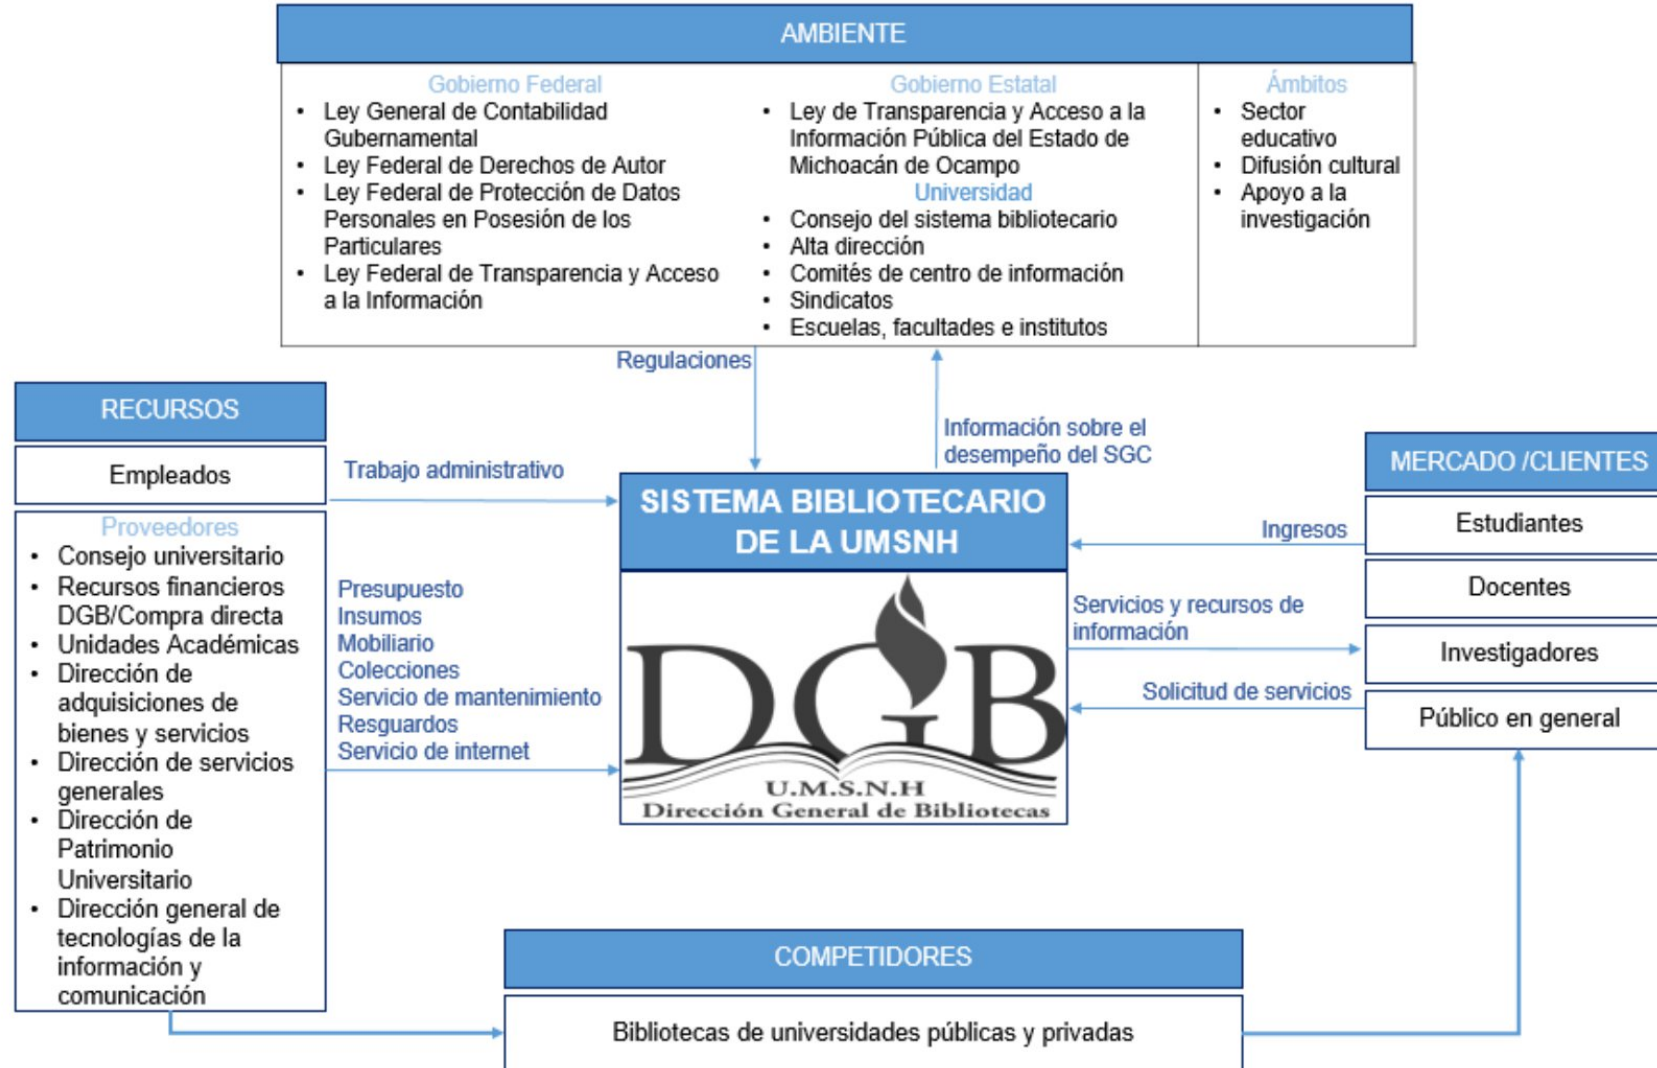 AMBIENTE
Gobierno Federal
• Ley General de Contabilidad
Gubernamental
• Ley Federal de Derechos de Autor
• Ley Federal de Protección de Datos
Personales en Posesión de los
Particulares
• Ley Federal de Transparencia y Acceso
a la Información
Gobierno Estatal
• Ley de Transparencia y Acceso a la
Información Pública del Estado de
Michoacán de Ocampo
Universidad
• Consejo del sistema bibliotecario
• Alta dirección
• Comités de centro de información
• Sindicatos
• Escuelas, facultades e institutos
Ámbitos
• Sector
educativo
• Difusión cultural
• Apoyo a la
investigación
Regulaciones
Información sobre el
desempeño del SGC
RECURSOS
Empleados
Proveedores
• Consejo universitario
• Recursos financieros
DGB/Compra directa
• Unidades Académicas
• Dirección de
adquisiciones de
bienes y servicios
• Dirección de servicios
generales
• Dirección de
Patrimonio
Universitario
• Dirección general de
tecnologías de la
información y
comunicación
Trabajo administrativo
Presupuesto
Insumos
Mobiliario
Colecciones
Servicio de mantenimiento
Resguardos
Servicio de internet
SISTEMA BIBLIOTECARIO
DE LA UMSNH
DGB
U.M.S.N.H
Dirección General de Bibliotecas
Ingresos
Servicios y recursos de
información
Solicitud de servicios
MERCADO /CLIENTES
Estudiantes
Docentes
Investigadores
Público en general
COMPETIDORES
Bibliotecas de universidades públicas y privadas